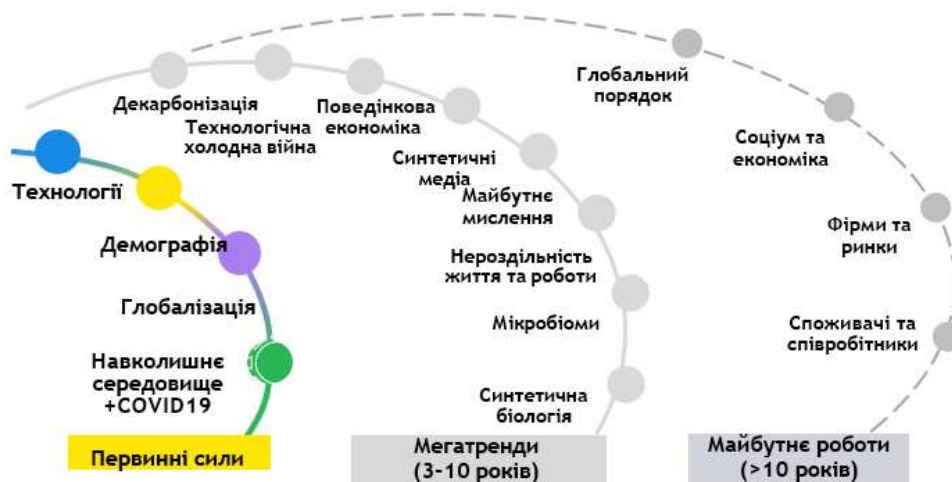 Технології
Демографія
Глобалізація
Навколишнє
середовище
+COVID19
Первинні сили
Декарбонізація
Технологічна
холодна війна
Поведінкова
економіка
Синтетичні
медіа
Майбутнє
мислення
Нероздільність
життя та роботи
Мікробіоми
Синтетична
біологія
Мегатренди
(3-10 років)
Глобальний
порядок
Соціум та
економіка
Фірми та
ринки
Споживачі та
співробітники
Майбутнє роботи
(>10 років)